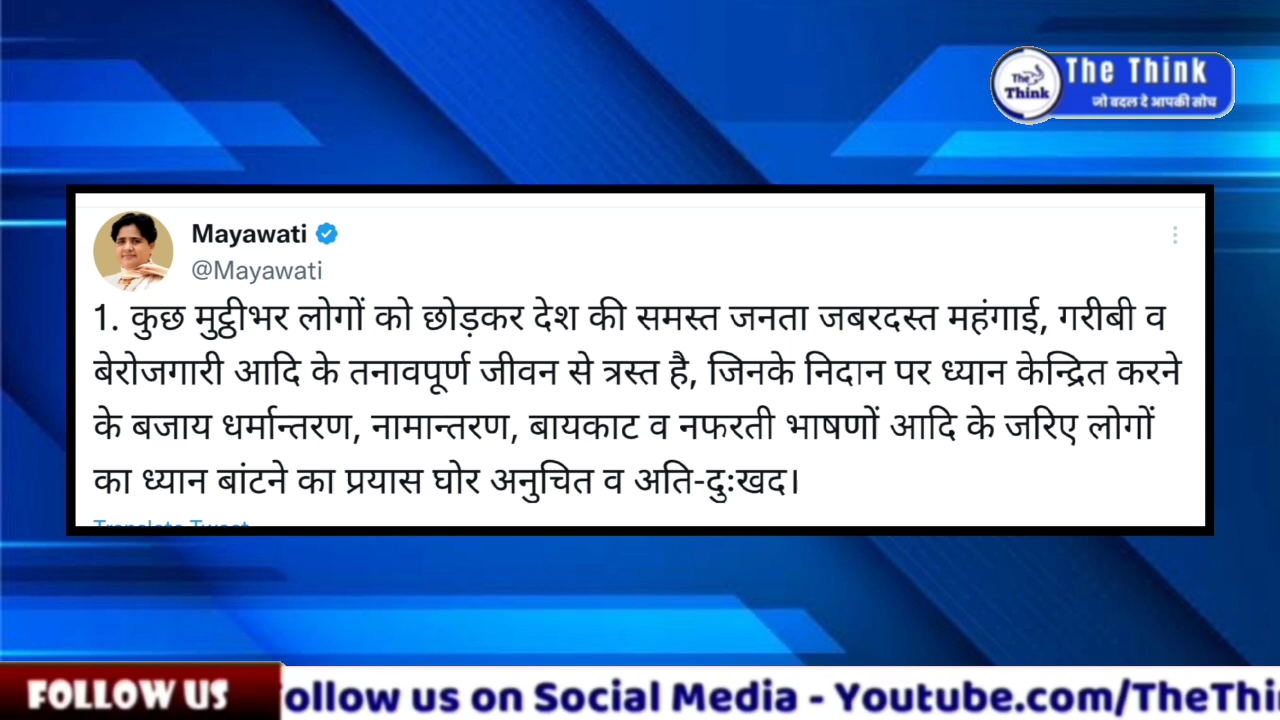 The Think
The
Think
जो बदल दे आपकी सोच
Mayawati
@Mayawati
1. कुछ मुट्ठीभर लोगों को छोड़कर देश की समस्त जनता जबरदस्त महंगाई, गरीबी व
बेरोजगारी आदि के तनावपूर्ण जीवन से त्रस्त है, जिनके निदान पर ध्यान केन्द्रित करने
के बजाय धर्मान्तरण, नामान्तरण, बायकाट व नफरती भाषणों आदि के जरिए लोगों
का ध्यान बांटने का प्रयास घोर अनुचित व अति-दुःखद।
Translate Tweet
FOLLOW US
ollow us on Social Media - Youtube.com/TheThi